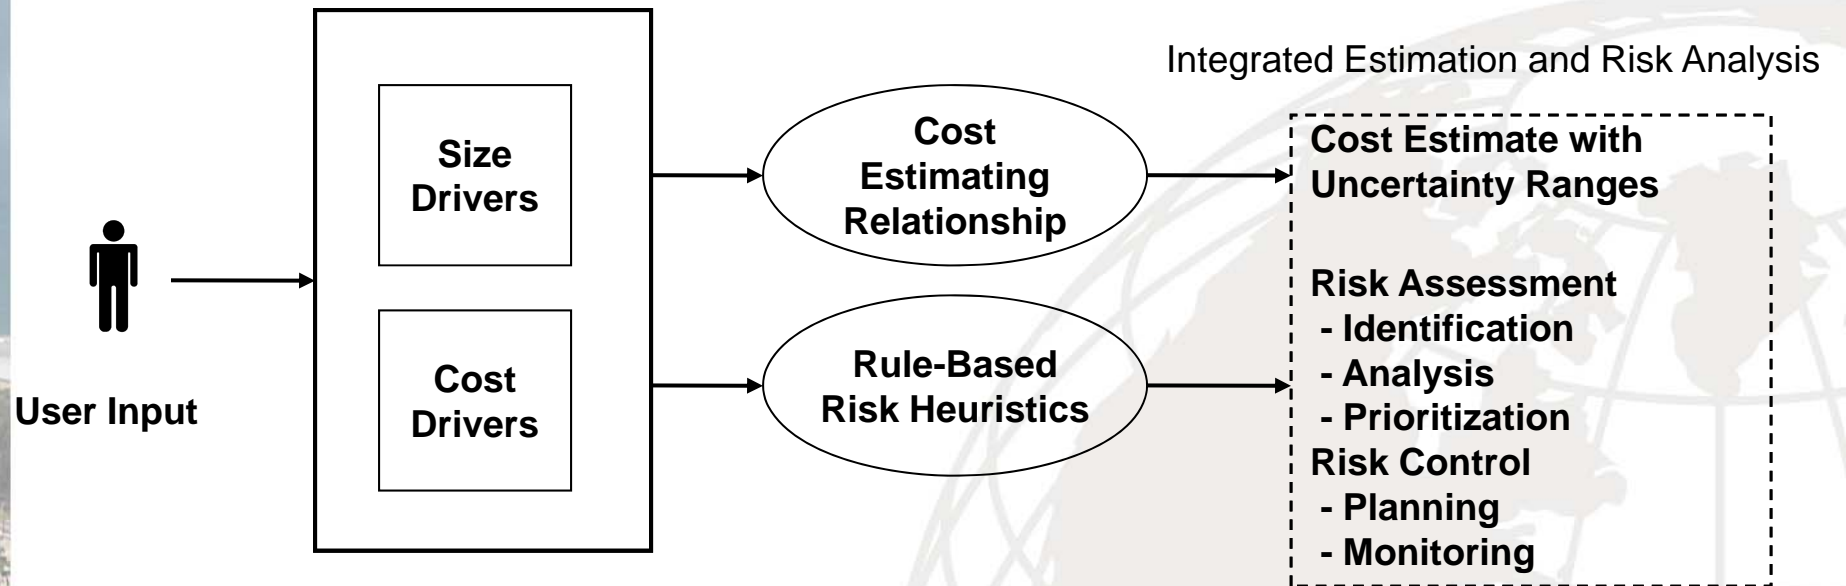 Integrated Estimation and Risk Analysis
User Input
Size
Drivers
Cost
Drivers
Cost
Estimating
Relationship
Rule-Based
Risk Heuristics
Cost Estimate with
Uncertainty Ranges
Risk Assessment
- Identification
- Analysis
- Prioritization
Risk Control
- Planning
- Monitoring